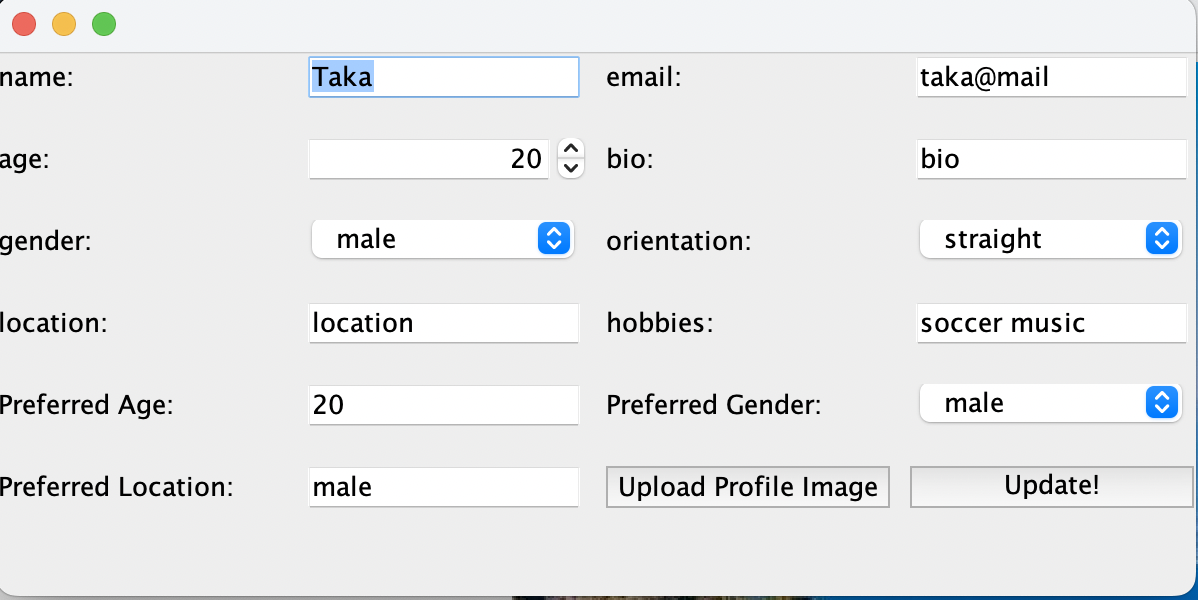 name: Taka email: taka@mail
age: 20 bio: bio
gender: male orientation: straight
location: location hobbies: soccer music
Preferred Age: 20 Preferred Gender: male
Preferred Location: male Upload Profile Image Update!